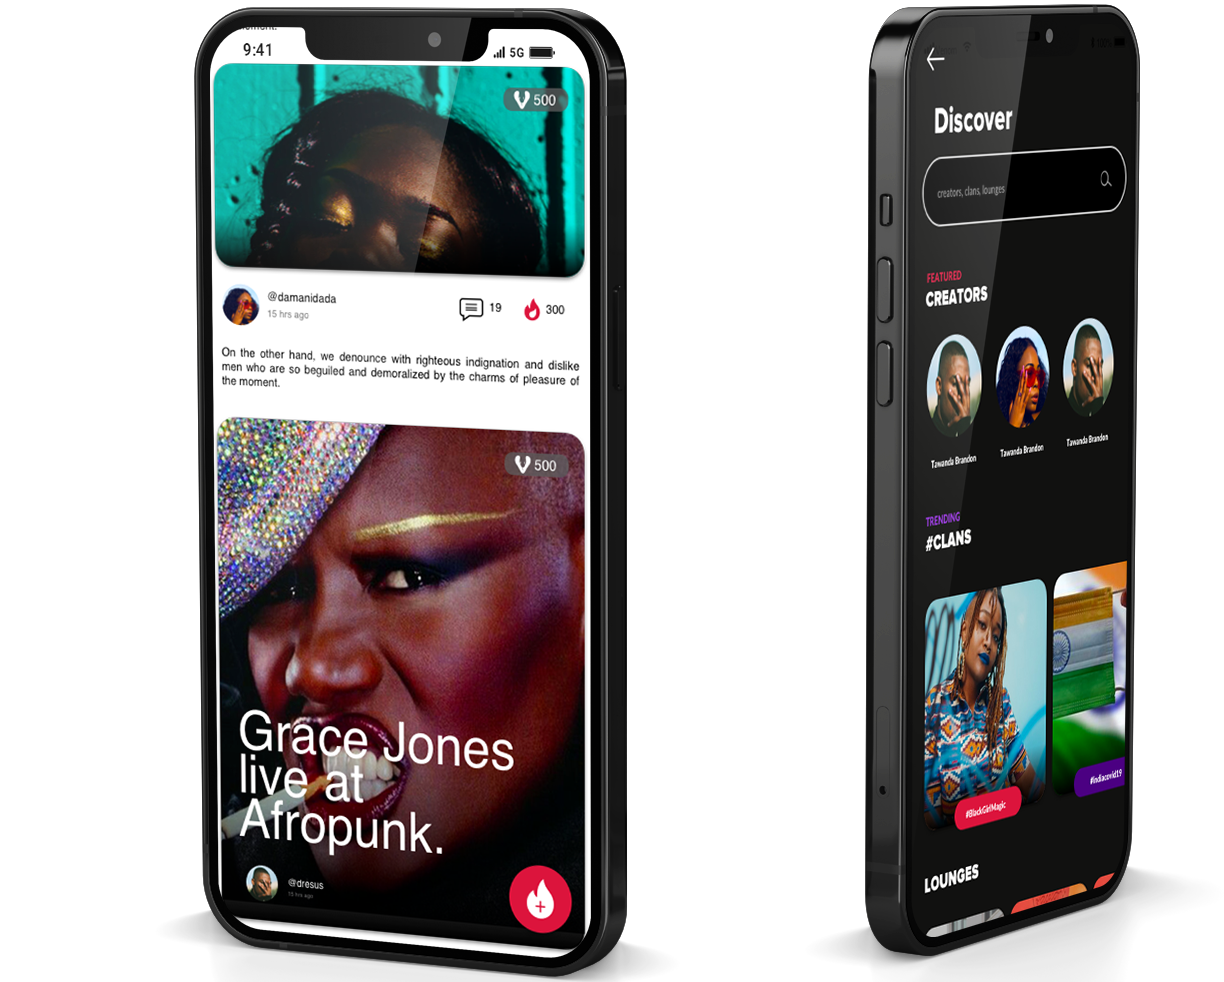 9:41
5G
500
@damanidada
15 hrs ago
19
300
On the other hand, we denounce with righteous indignation and dislike
men who are so beguiled and demoralized by the charms of pleasure of
the moment.
500
Grace Jones
live at
Afropunk.
@dresus
15 hrs ago
Discover
creators, clans, lounges
FEATURED
CREATORS
Tawanda Brandon
Tawanda Brandon
Tawanda Brandon
TRENDING
#CLANS
#BlackGirlMagic
#indiacovid19
LOUNGES